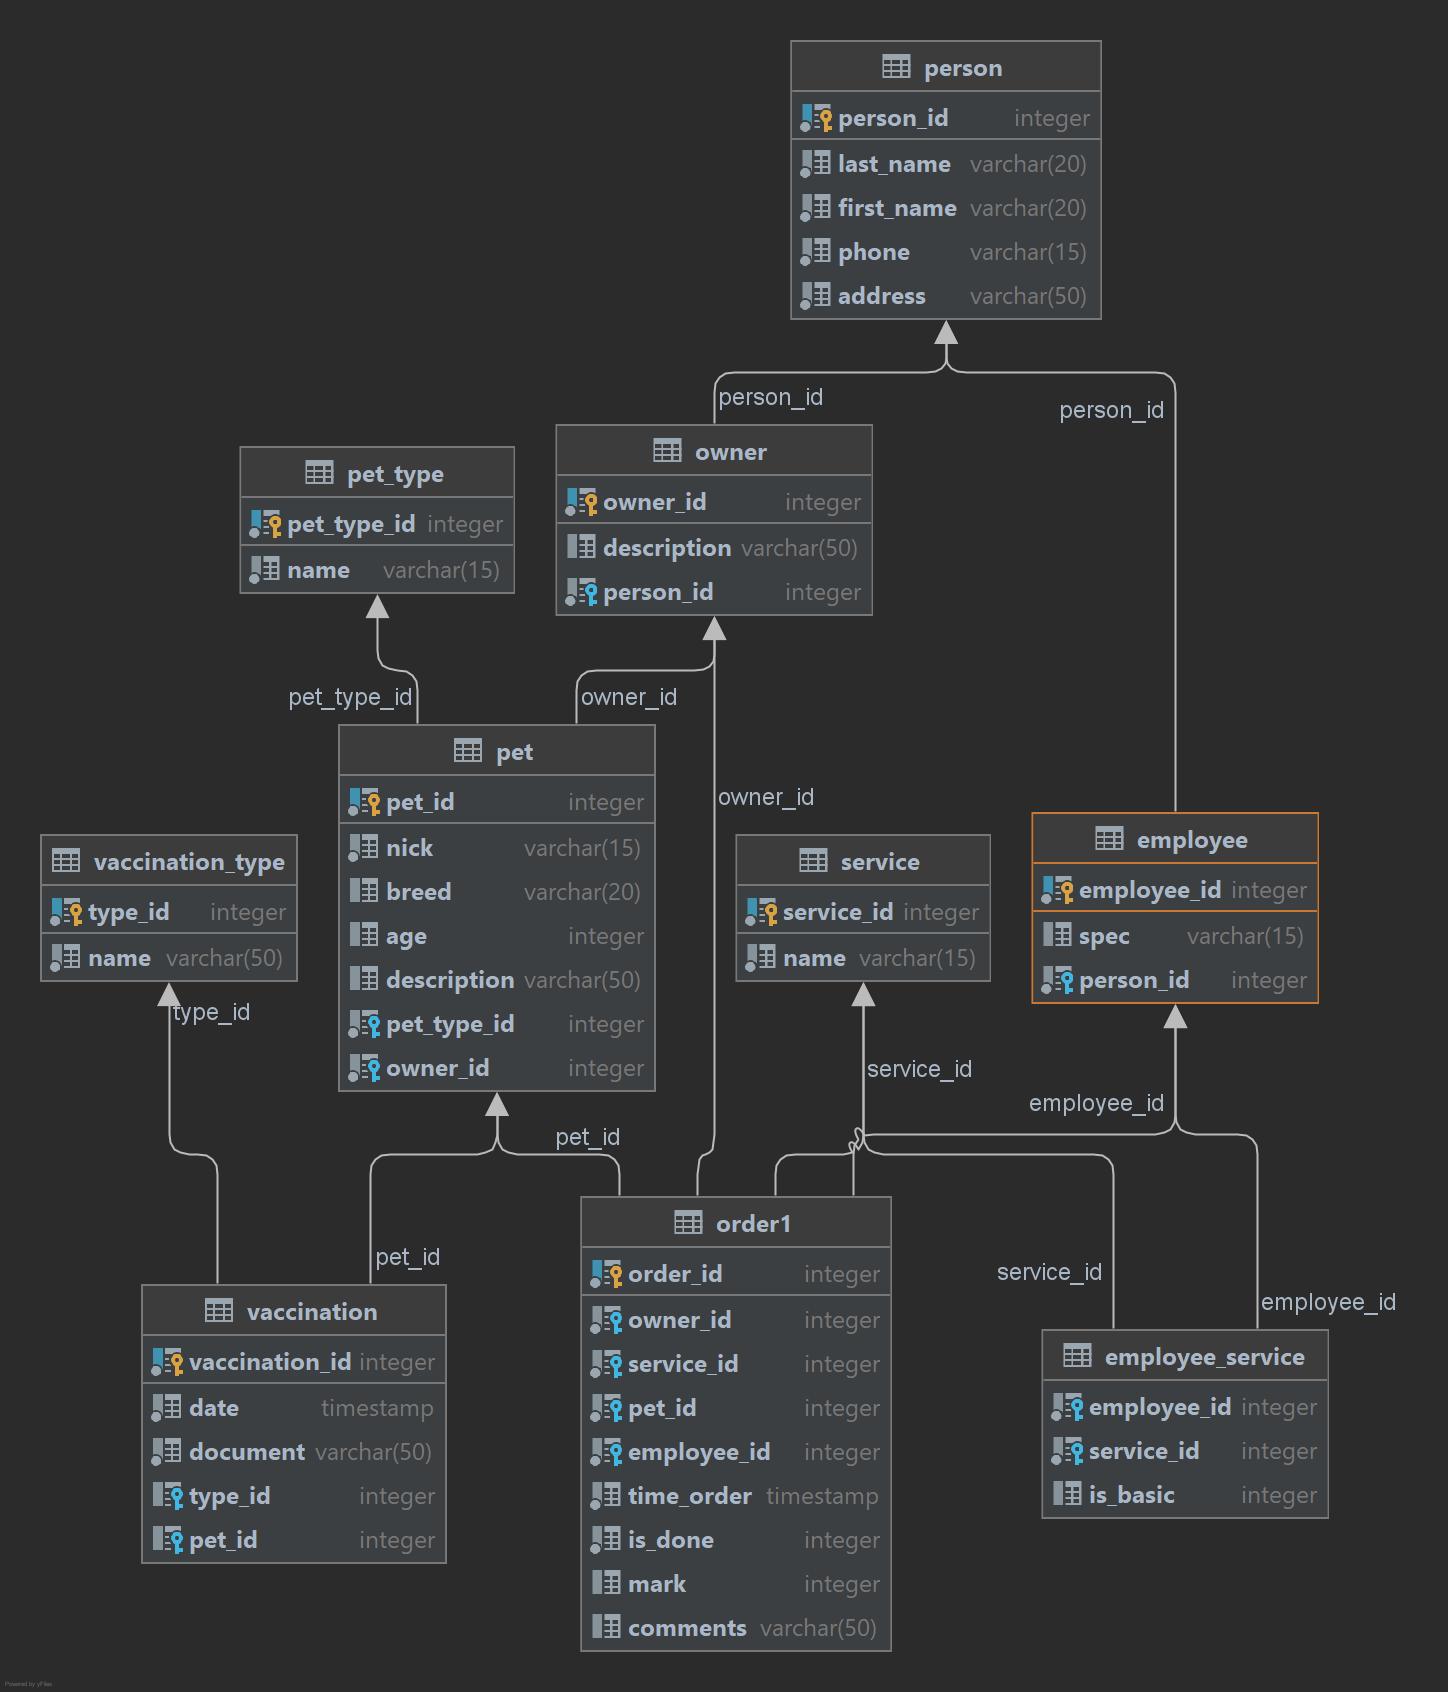 person
person_id integer
last_name varchar(20)
first_name varchar(20)
phone varchar(15)
address varchar(50)
person_id
person_id
pet_type
pet_type_id integer
name varchar(15)
owner
owner_id integer
description varchar(50)
person_id integer
pet_type_id
owner_id
owner_id
pet
pet_id integer
nick varchar(15)
breed varchar(20)
age integer
description varchar(50)
pet_type_id integer
owner_id integer
vaccination_type
type_id integer
name varchar(50)
service
service_id integer
name varchar(15)
employee
employee_id integer
spec varchar(15)
person_id integer
type_id
service_id
employee_id
pet_id
pet_id
service_id
employee_id
vaccination
vaccination_id integer
date timestamp
document varchar(50)
type_id integer
pet_id integer
order1
order_id integer
owner_id integer
service_id integer
pet_id integer
employee_id integer
time_order timestamp
is_done integer
mark integer
comments varchar(50)
employee_service
employee_id integer
service_id integer
is_basic integer
Powered by yFiles